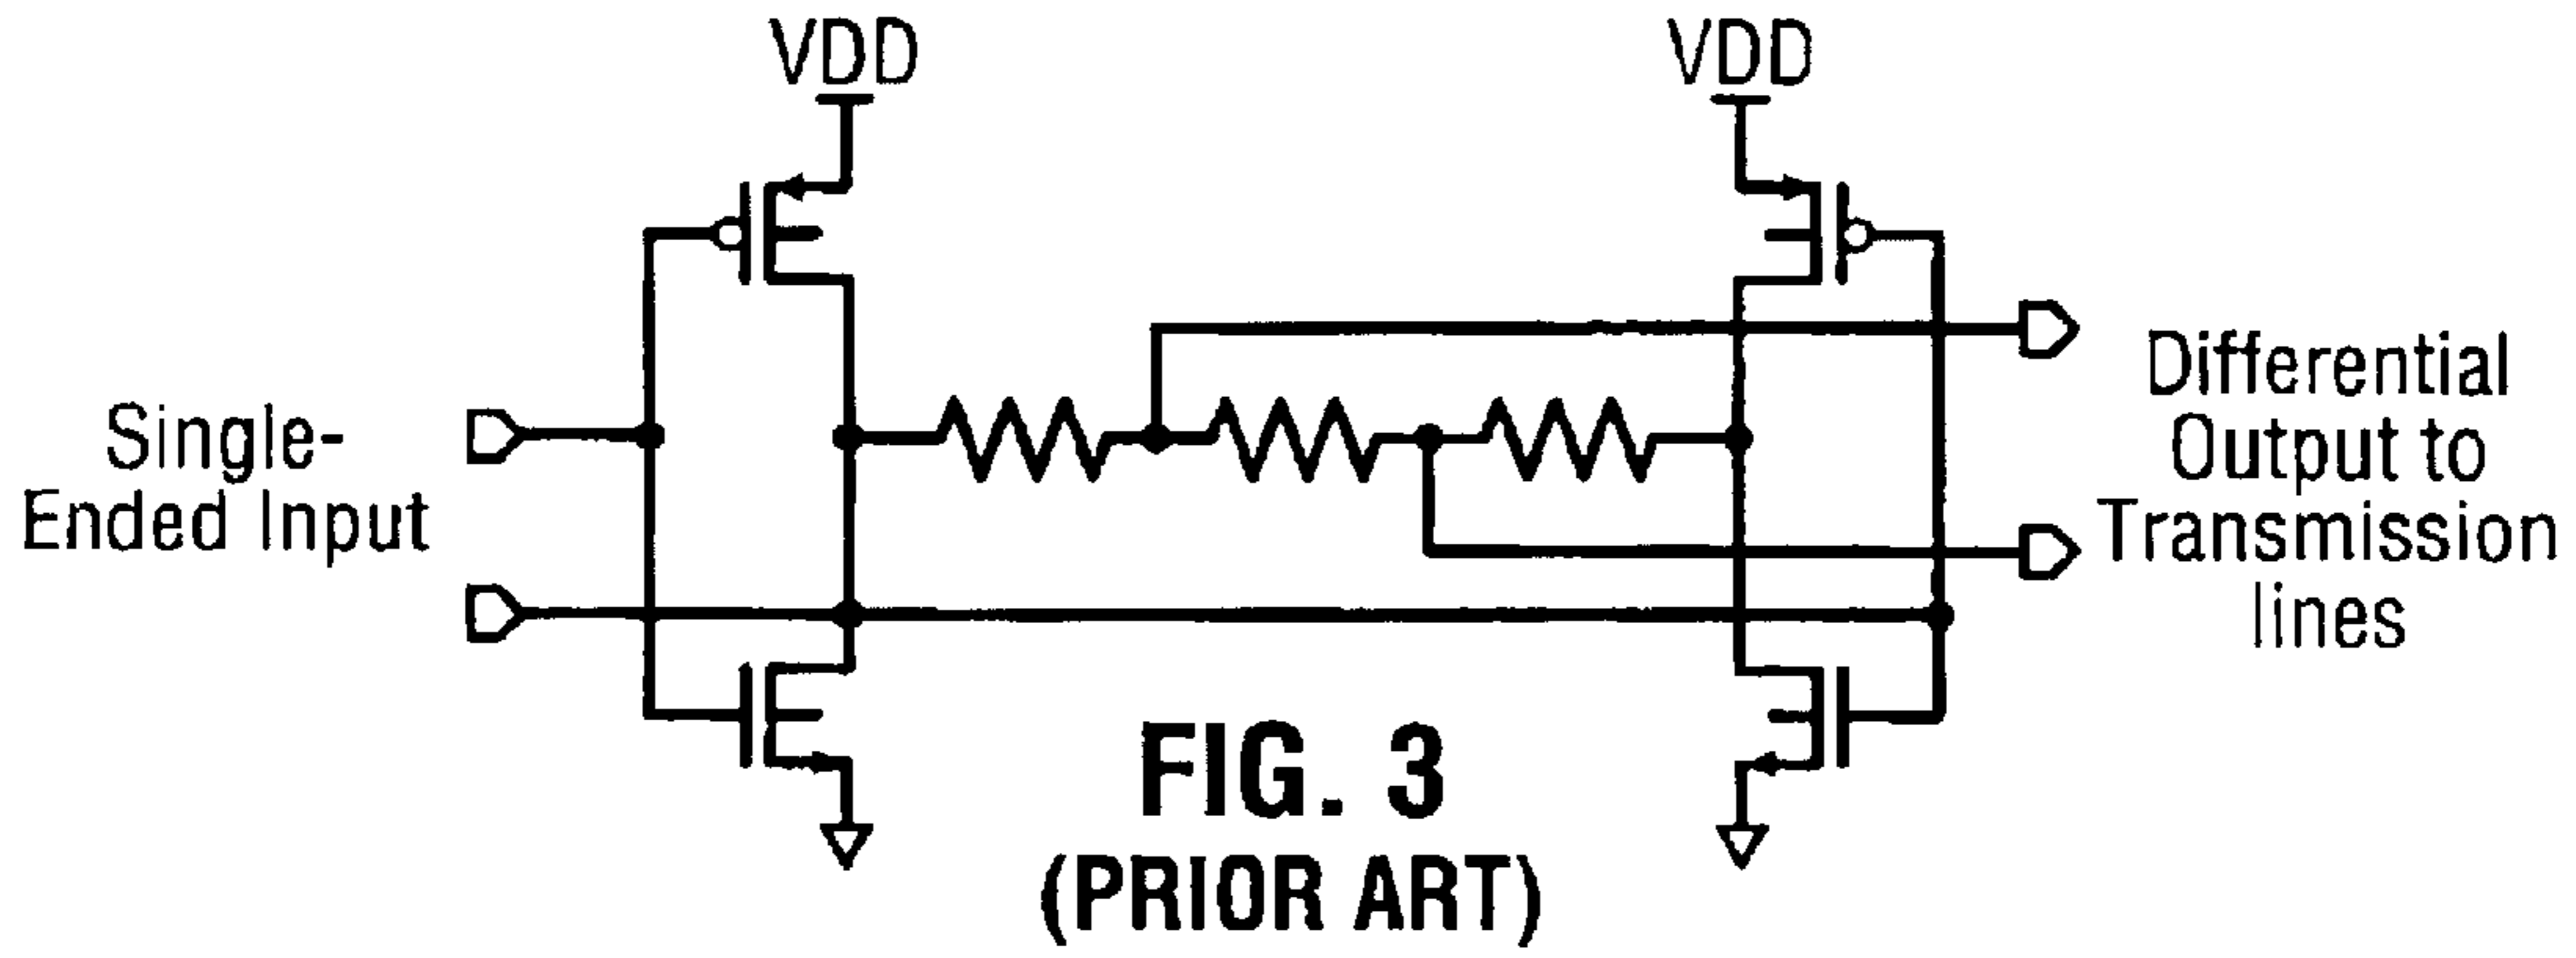 VDD
VDD
Single-
Ended Input
Differential
Output to
Transmission
lines
FIG. 3
(PRIOR ART)